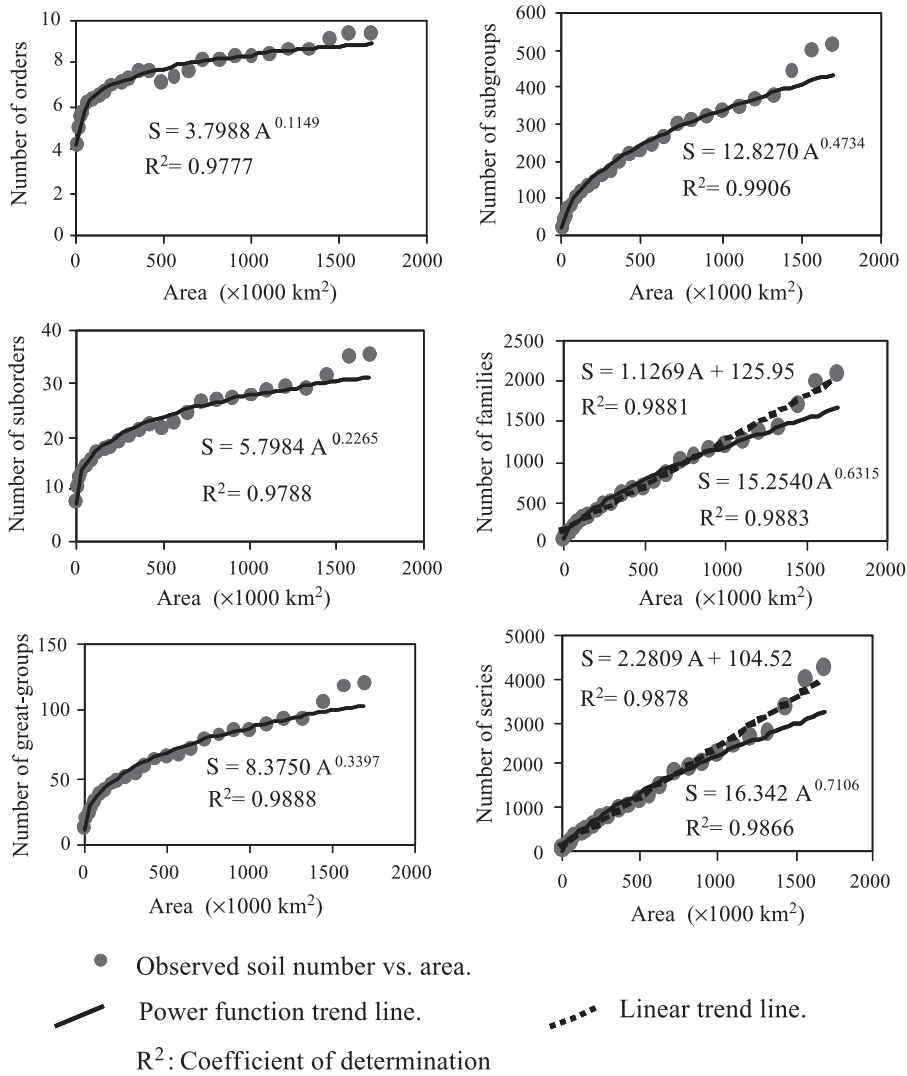 Number of orders
10
8
6
4
2
0
S = 3.7988 A^0.1149
R²= 0.9777
0 500 1000 1500 2000
Area (×1000 km²)
Number of subgroups
600
500
400
300
200
100
0
S = 12.8270 A^0.4734
R²= 0.9906
0 500 1000 1500 2000
Area (×1000 km²)
Number of suborders
40
30
20
10
0
S = 5.7984 A^0.2265
R²= 0.9788
0 500 1000 1500 2000
Area (×1000 km²)
Number of families
2500
2000
1500
1000
500
0
S = 1.1269 A + 125.95
R²= 0.9881
S = 15.2540 A^0.6315
R²= 0.9883
0 500 1000 1500 2000
Area (×1000 km²)
Number of great-groups
150
100
50
0
S = 8.3750 A^0.3397
R²= 0.9888
0 500 1000 1500 2000
Area (×1000 km²)
Number of series
5000
4000
3000
2000
1000
0
S = 2.2809 A + 104.52
R²= 0.9878
S = 16.342 A^0.7106
R²= 0.9866
0 500 1000 1500 2000
Area (×1000 km²)
Observed soil number vs. area.
Power function trend line.
Linear trend line.
R²: Coefficient of determination